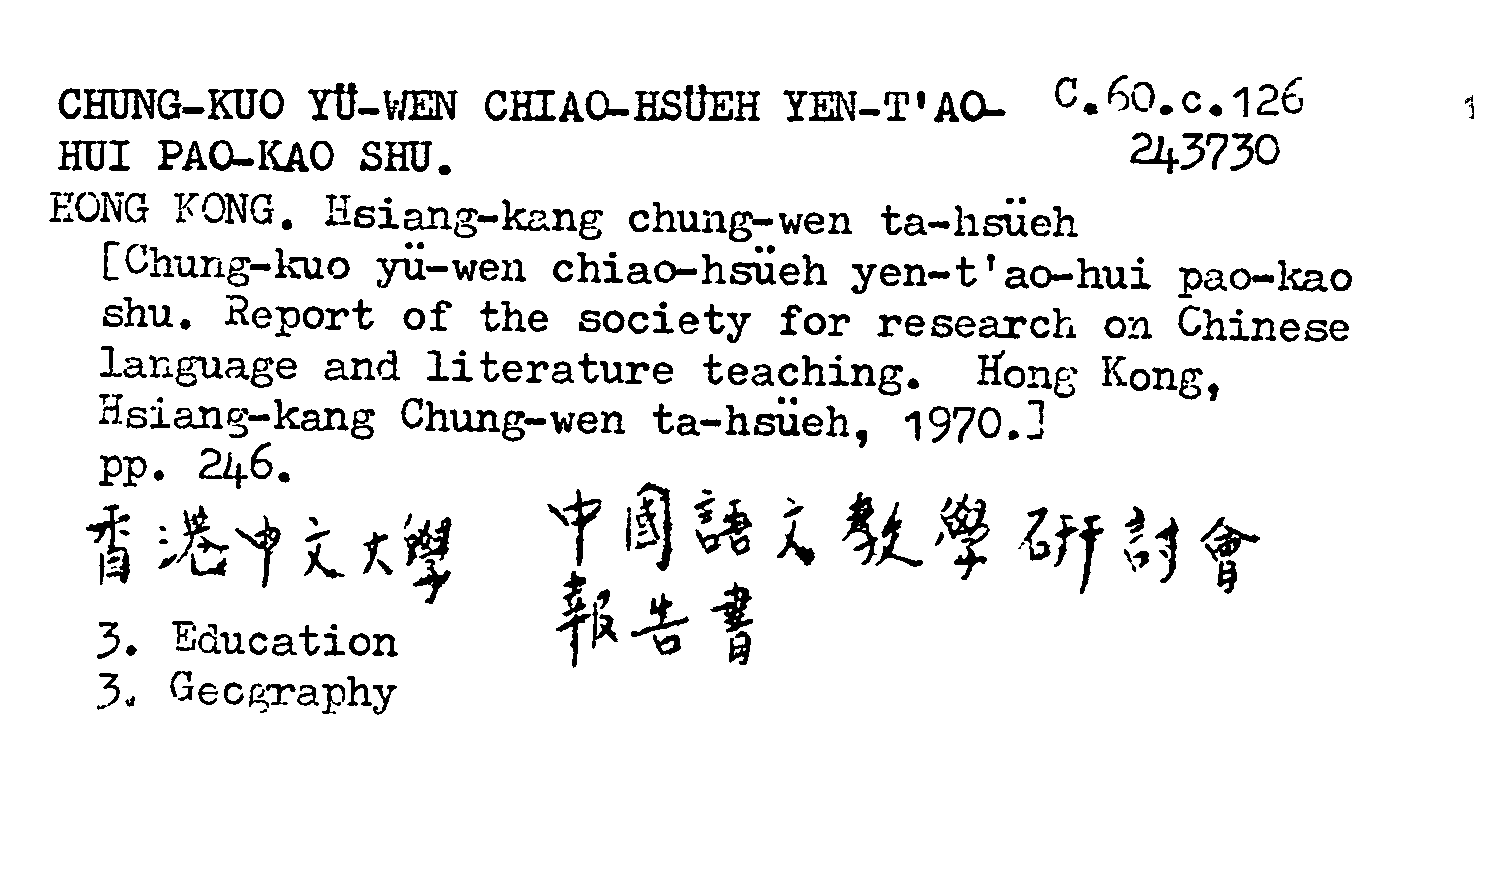 CHUNG-KUO YÜ-WEN CHIAO-HSÜEH YEN-T'AO- C.60.c.126 1
HUI PAO-KAO SHU. 243730
HONG KONG. Hsiang-kang chung-wen ta-hsüeh
[Chung-kuo yü-wen chiao-hsüeh yen-t'ao-hui pao-kao
shu. Report of the society for research on Chinese
language and literature teaching. Hong Kong,
Hsiang-kang Chung-wen ta-hsüeh, 1970.]
pp. 246.
香港中文大學 中國語文教學研討會
報告書
3. Education
3. Geography